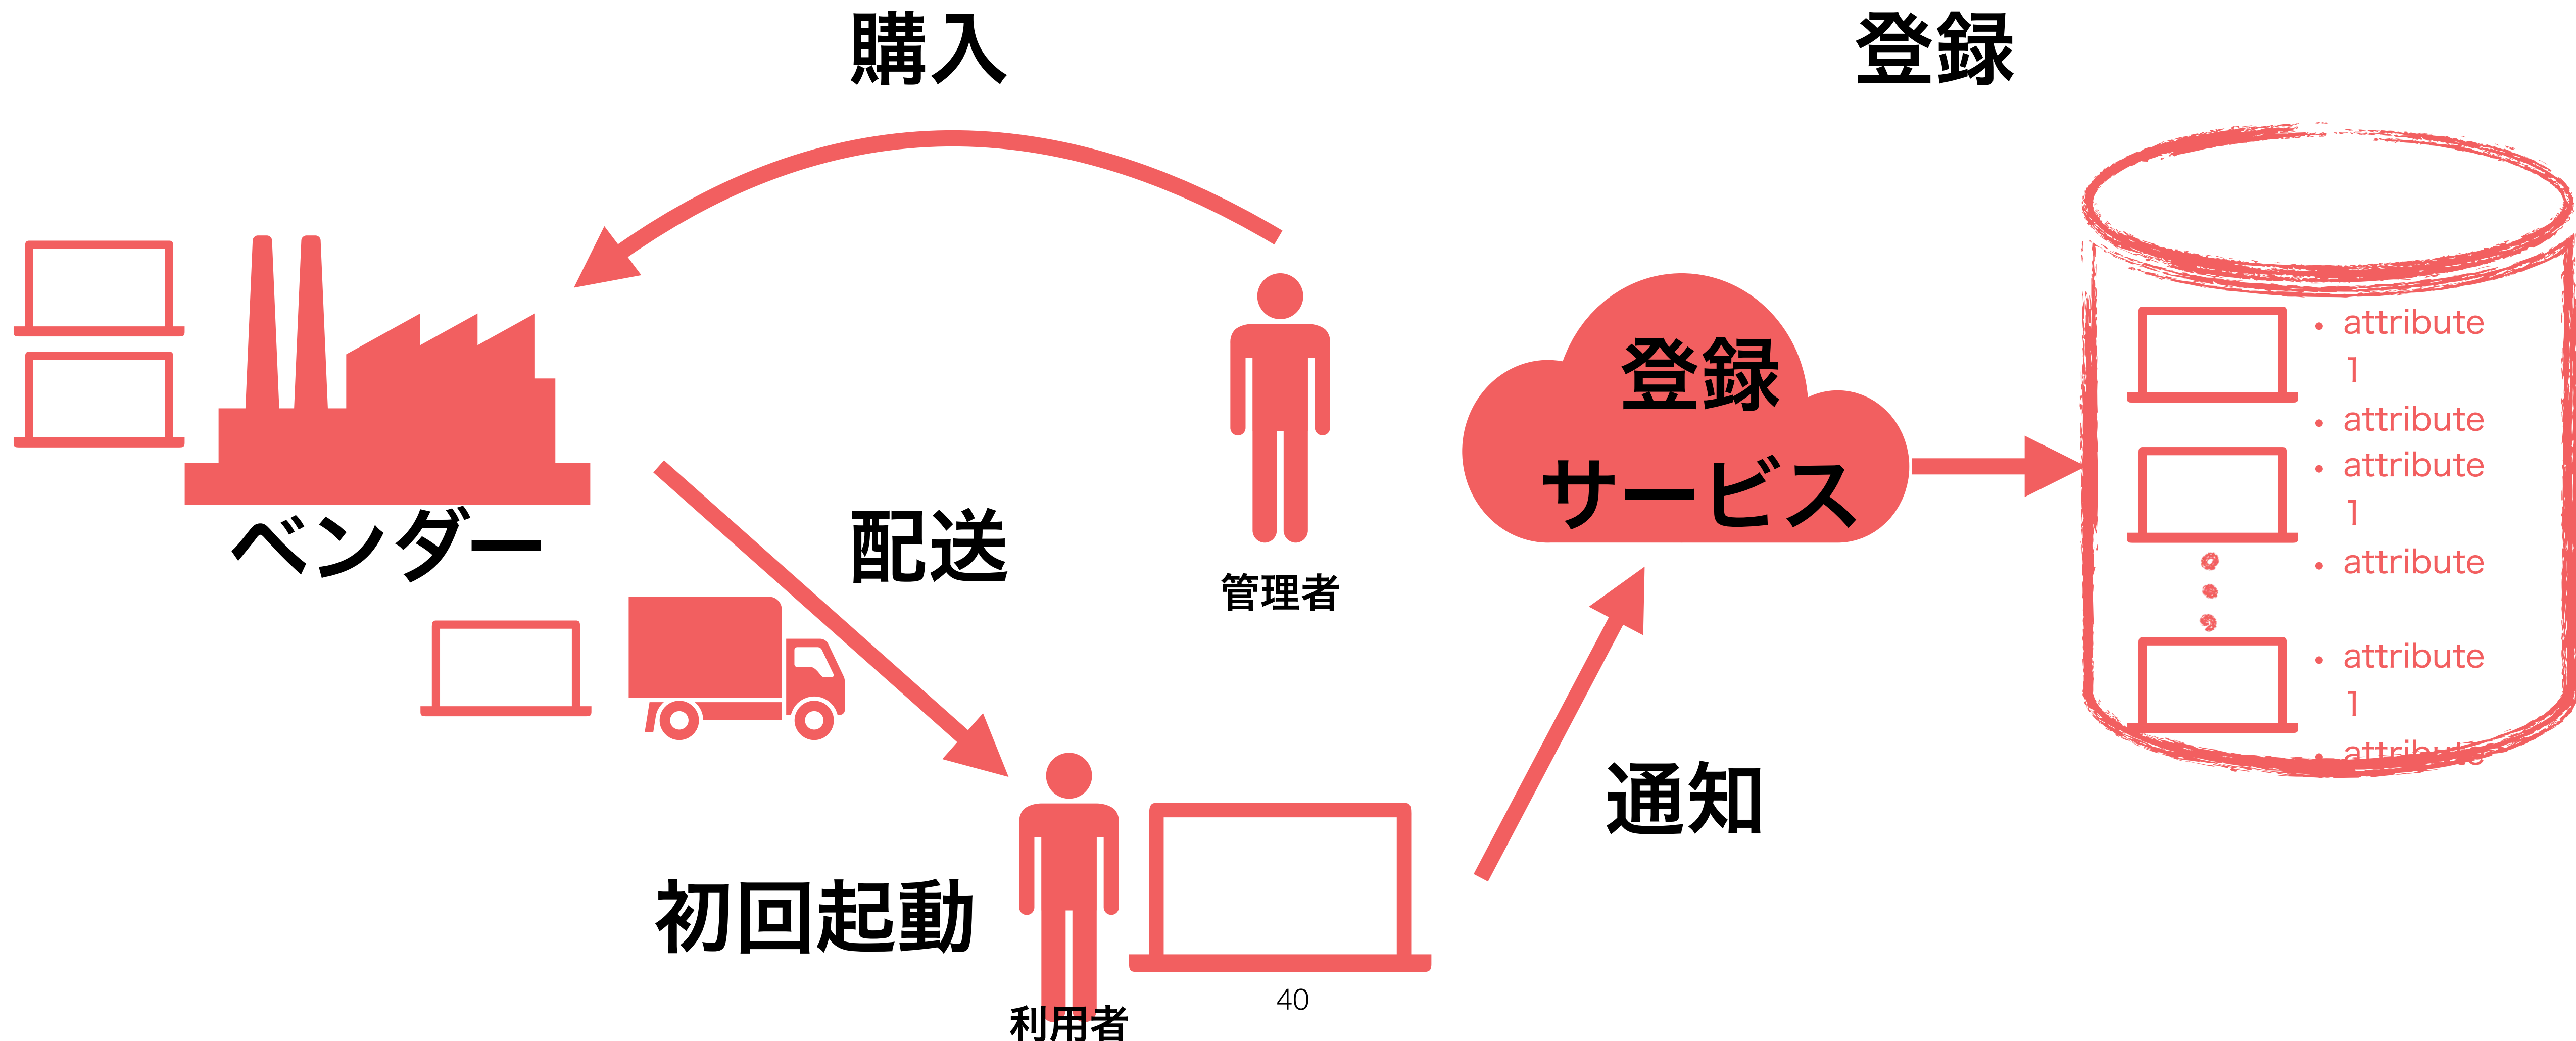 購入
登録
ベンダー
配送
管理者
登録
サービス
• attribute
1
• attribute
• attribute
1
• attribute
• attribute
1
• attribute
通知
初回起動
利用者
40